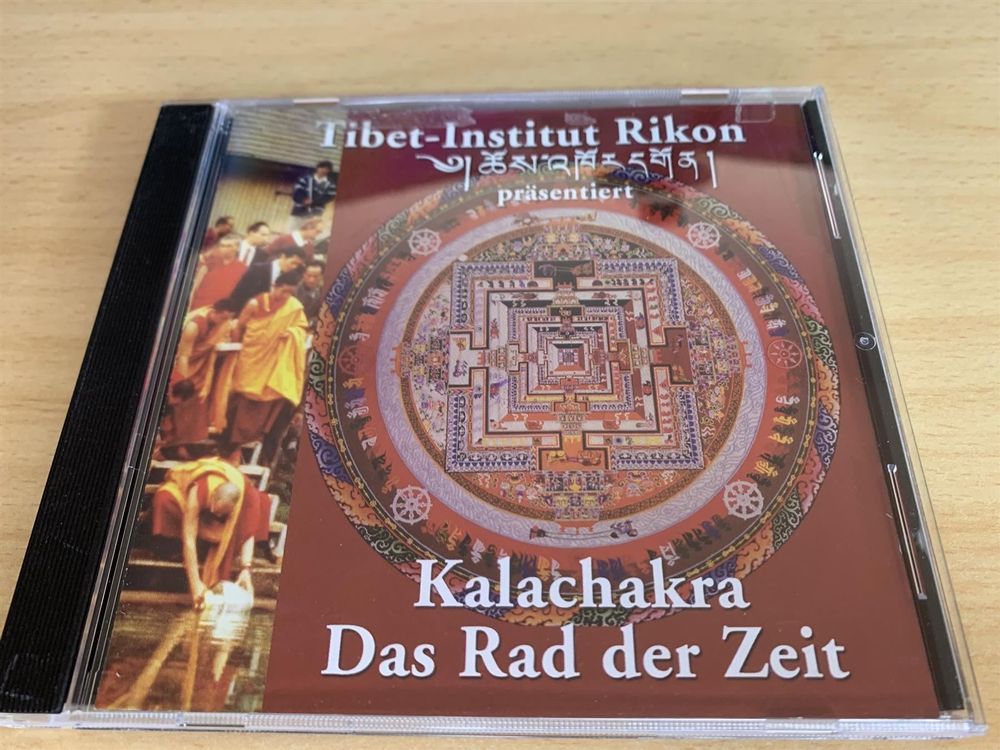 Tibet-Institut Rikon
༄༅།ཆོས་འཁོར་དགོན།
präsentiert
Kalachakra
Das Rad der Zeit